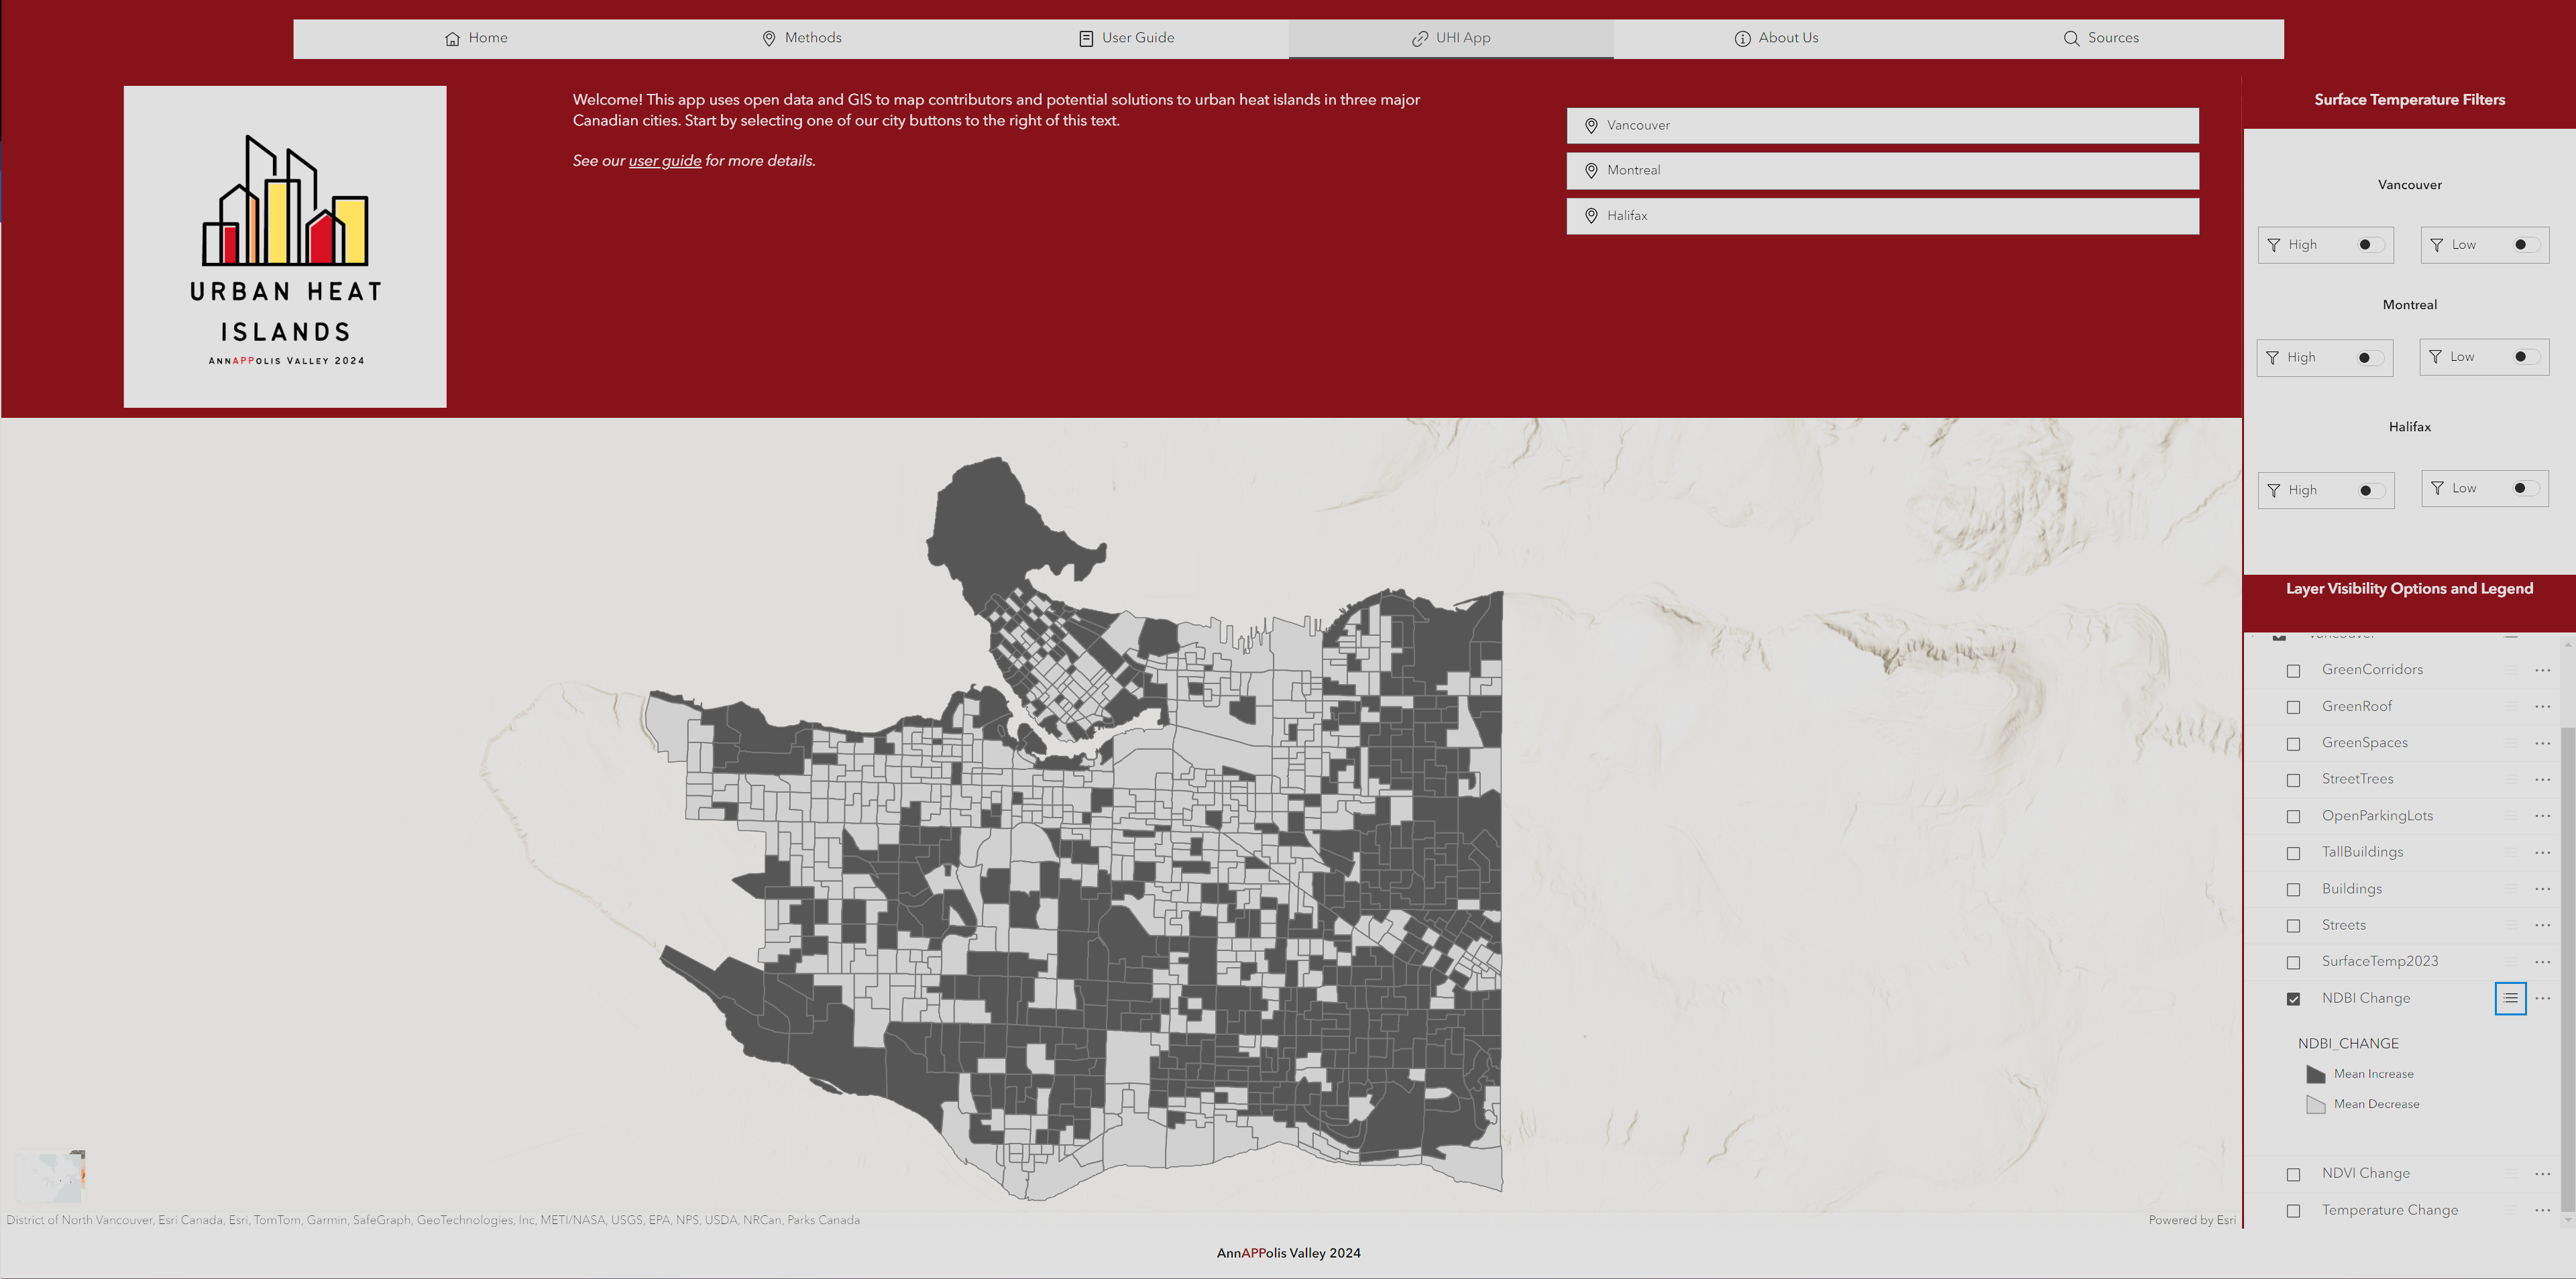 Home
Methods
User Guide
UHI App
About Us
Sources
URBAN HEAT
ISLANDS
ANNAPPOLIS VALLEY 2024
Welcome! This app uses open data and GIS to map contributors and potential solutions to urban heat islands in three major
Canadian cities. Start by selecting one of our city buttons to the right of this text.
See our user guide for more details.
Vancouver
Montreal
Halifax
Surface Temperature Filters
Vancouver
High
Low
Montreal
High
Low
Halifax
High
Low
Layer Visibility Options and Legend
Vancouver
GreenCorridors
GreenRoof
GreenSpaces
StreetTrees
OpenParkingLots
TallBuildings
Buildings
Streets
SurfaceTemp2023
NDBI Change
NDBI_CHANGE
Mean Increase
Mean Decrease
NDVI Change
Temperature Change
District of North Vancouver, Esri Canada, Esri, TomTom, Garmin, SafeGraph, GeoTechnologies, Inc, METI/NASA, USGS, EPA, NPS, USDA, NRCan, Parks Canada
Powered by Esri
AnnAPPolis Valley 2024